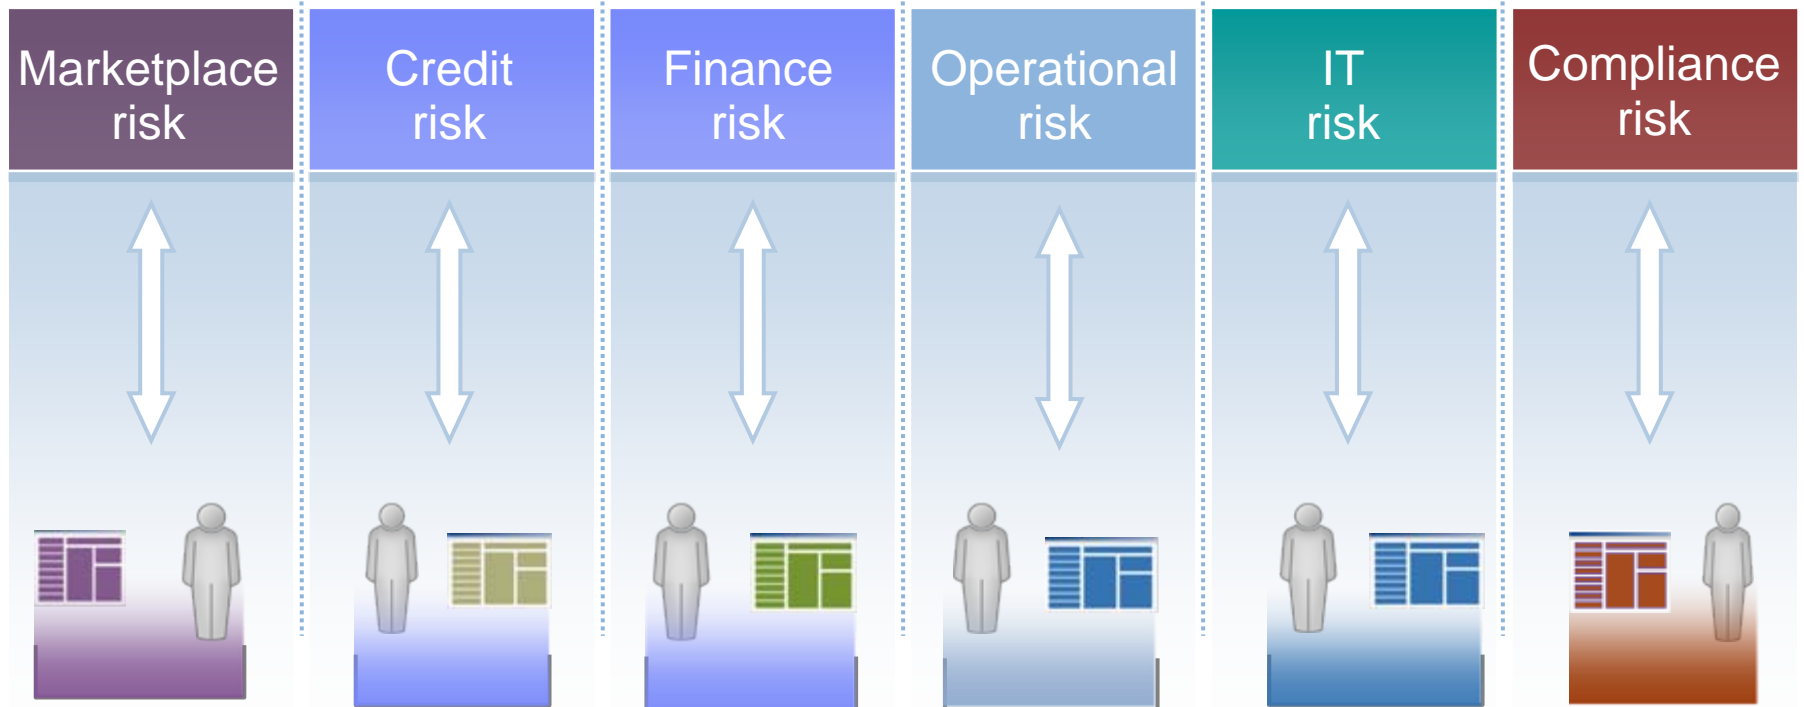 Marketplace
risk
Credit
risk
Finance
risk
Operational
risk
IT
risk
Compliance
risk